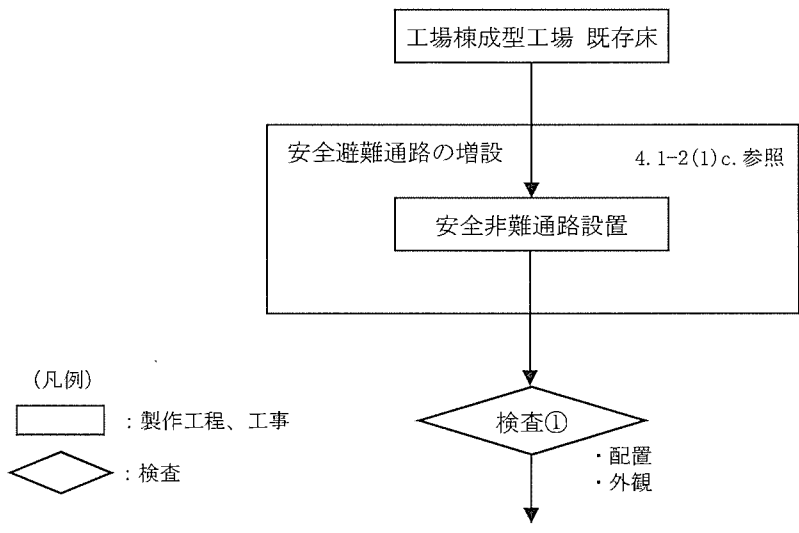 工場棟成型工場 既存床
安全避難通路の増設
4.1-2(1)c.参照
安全非難通路設置
検査①
・配置
・外観
(凡例)
：製作工程、工事
：検査